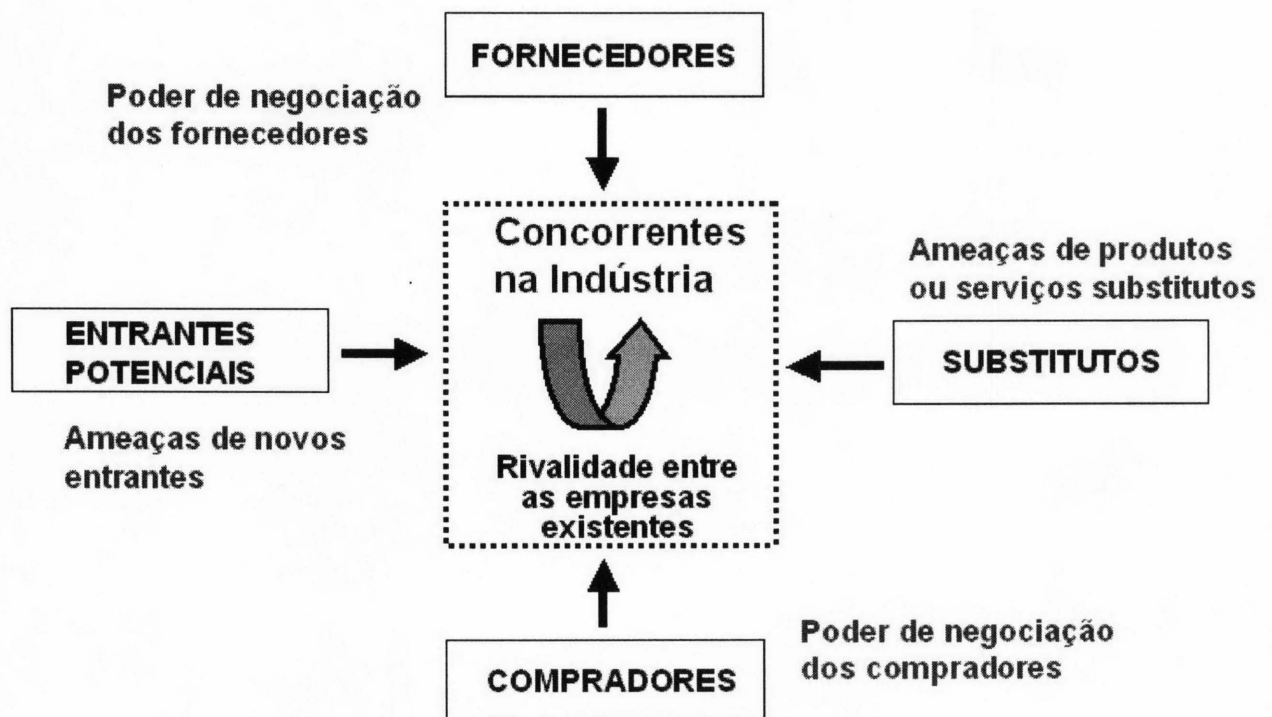 FORNECEDORES
Poder de negociação
dos fornecedores
Concorrentes
na Indústria
Ameaças de produtos
ou serviços substitutos
ENTRANTES
POTENCIAIS
SUBSTITUTOS
Ameaças de novos
entrantes
Rivalidade entre
as empresas
existentes
Poder de negociação
dos compradores
COMPRADORES